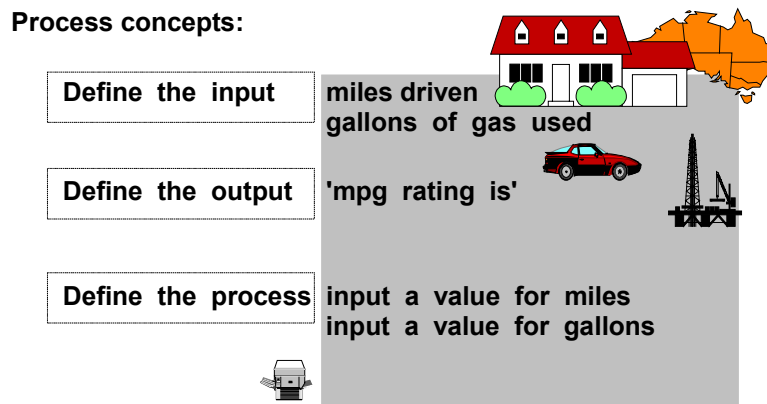 Process concepts:
Define the input
miles driven
gallons of gas used
Define the output
'mpg rating is'
Define the process
input a value for miles
input a value for gallons